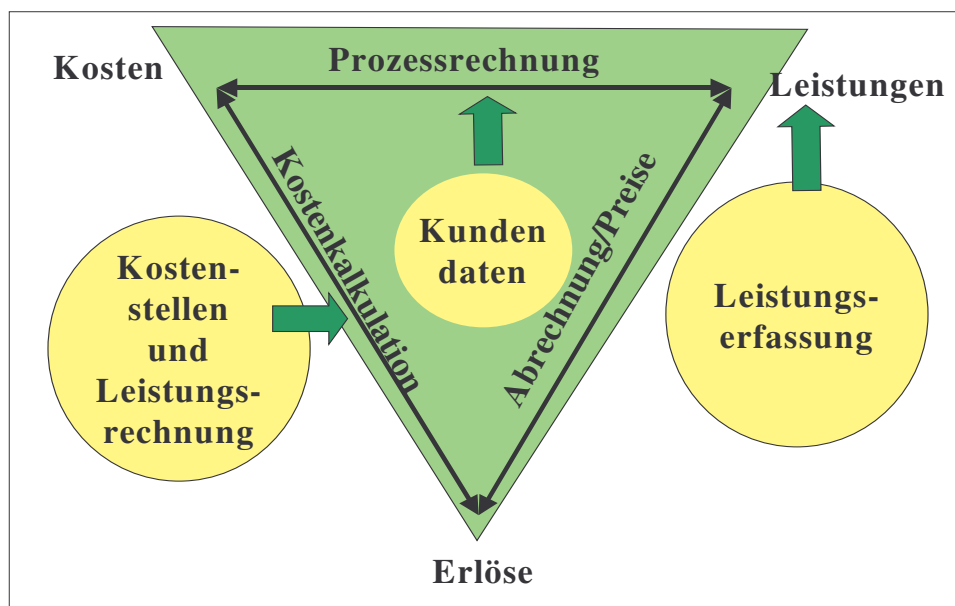 Prozessrechnung
Kosten
Leistungen
Kostenkalkulation
Abrechnung/Preise
Kunden
daten
Kosten-
stellen
und
Leistungs-
rechnung
Leistungs-
erfassung
Erlöse